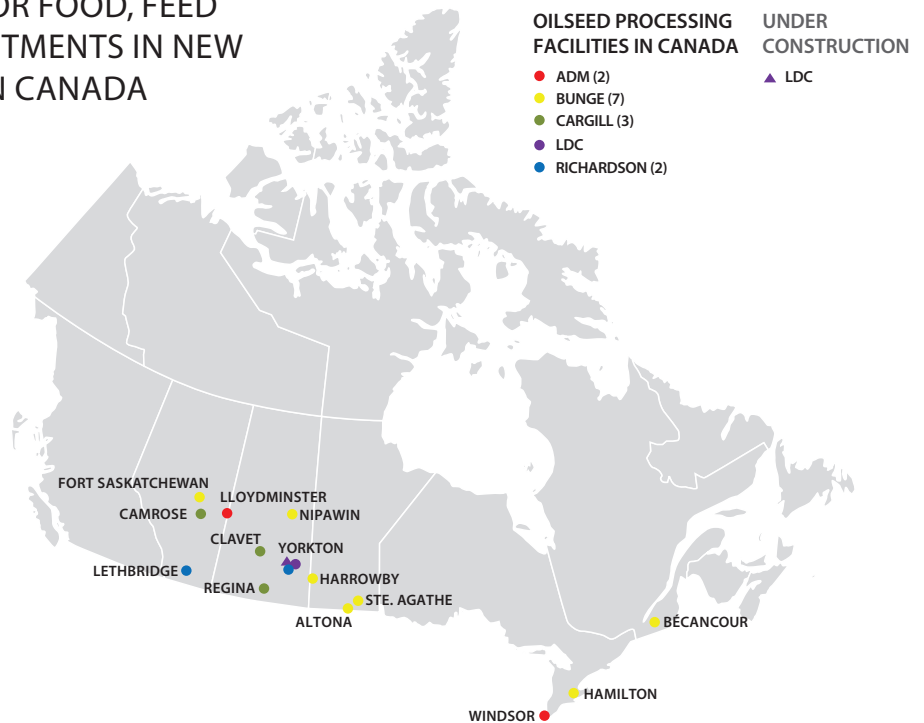 OR FOOD, FEED
TMENTS IN NEW
N CANADA
OILSEED PROCESSING
FACILITIES IN CANADA
ADM (2)
BUNGE (7)
CARGILL (3)
LDC
RICHARDSON (2)
UNDER
CONSTRUCTION
LDC
FORT SASKATCHEWAN
LLOYDMINSTER
CAMROSE
NIPAWIN
CLAVET
YORKTON
LETHBRIDGE
HARROWBY
REGINA
STE. AGATHE
ALTONA
BÉCANCOUR
HAMILTON
WINDSOR